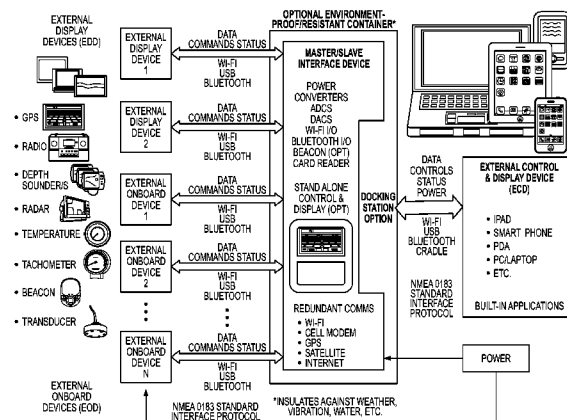 EXTERNAL
DISPLAY
DEVICES (EDD)
• GPS
• RADIO
• DEPTH
SOUNDER/S
• RADAR
• TEMPERATURE
• TACHOMETER
• BEACON
• TRANSDUCER
EXTERNAL
ONBOARD
DEVICES (EOD)
EXTERNAL
DISPLAY
DEVICE
1
EXTERNAL
DISPLAY
DEVICE
2
EXTERNAL
ONBOARD
DEVICE
1
EXTERNAL
ONBOARD
DEVICE
2
EXTERNAL
ONBOARD
DEVICE
N
DATA
COMMANDS STATUS
WI-FI
USB
BLUETOOTH
DATA
COMMANDS STATUS
WI-FI
USB
BLUETOOTH
DATA
COMMANDS STATUS
WI-FI
USB
BLUETOOTH
DATA
COMMANDS STATUS
WI-FI
USB
BLUETOOTH
DATA
COMMANDS STATUS
WI-FI
USB
BLUETOOTH
NMEA 0183 STANDARD
INTERFACE PROTOCOL
OPTIONAL ENVIRONMENT-
PROOF/RESISTANT CONTAINER*
MASTER/SLAVE
INTERFACE DEVICE
POWER
CONVERTERS
ADCS
DACS
WI-FI I/O
BLUETOOTH I/O
BEACON (OPT)
CARD READER
STAND ALONE
CONTROL
& DISPLAY (OPT)
REDUNDANT COMMS
• WI-FI
• CELL MODEM
• GPS
• SATELLITE
• INTERNET
DOCKING
STATION
OPTION
*INSULATES AGAINST WEATHER,
VIBRATION, WATER, ETC.
DATA
CONTROLS
STATUS
POWER
WI-FI
USB
BLUETOOTH
CRADLE
NMEA 0183
STANDARD
INTERFACE
PROTOCOL
EXTERNAL CONTROL
& DISPLAY DEVICE
(ECD)
• IPAD
• SMART PHONE
• PDA
• PC/LAPTOP
• ETC.
BUILT-IN APPLICATIONS
POWER